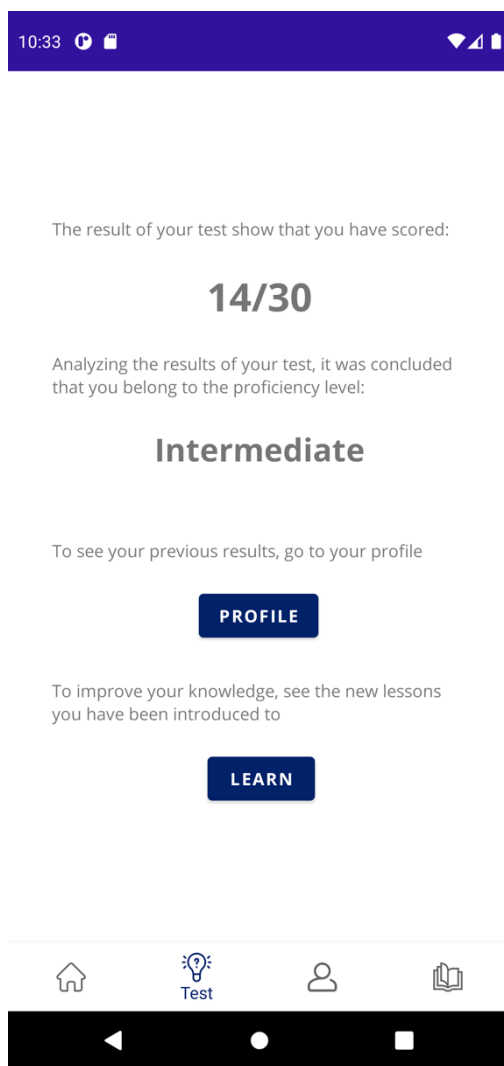 10:33
The result of your test show that you have scored:
14/30
Analyzing the results of your test, it was concluded
that you belong to the proficiency level:
Intermediate
To see your previous results, go to your profile
PROFILE
To improve your knowledge, see the new lessons
you have been introduced to
LEARN
Test